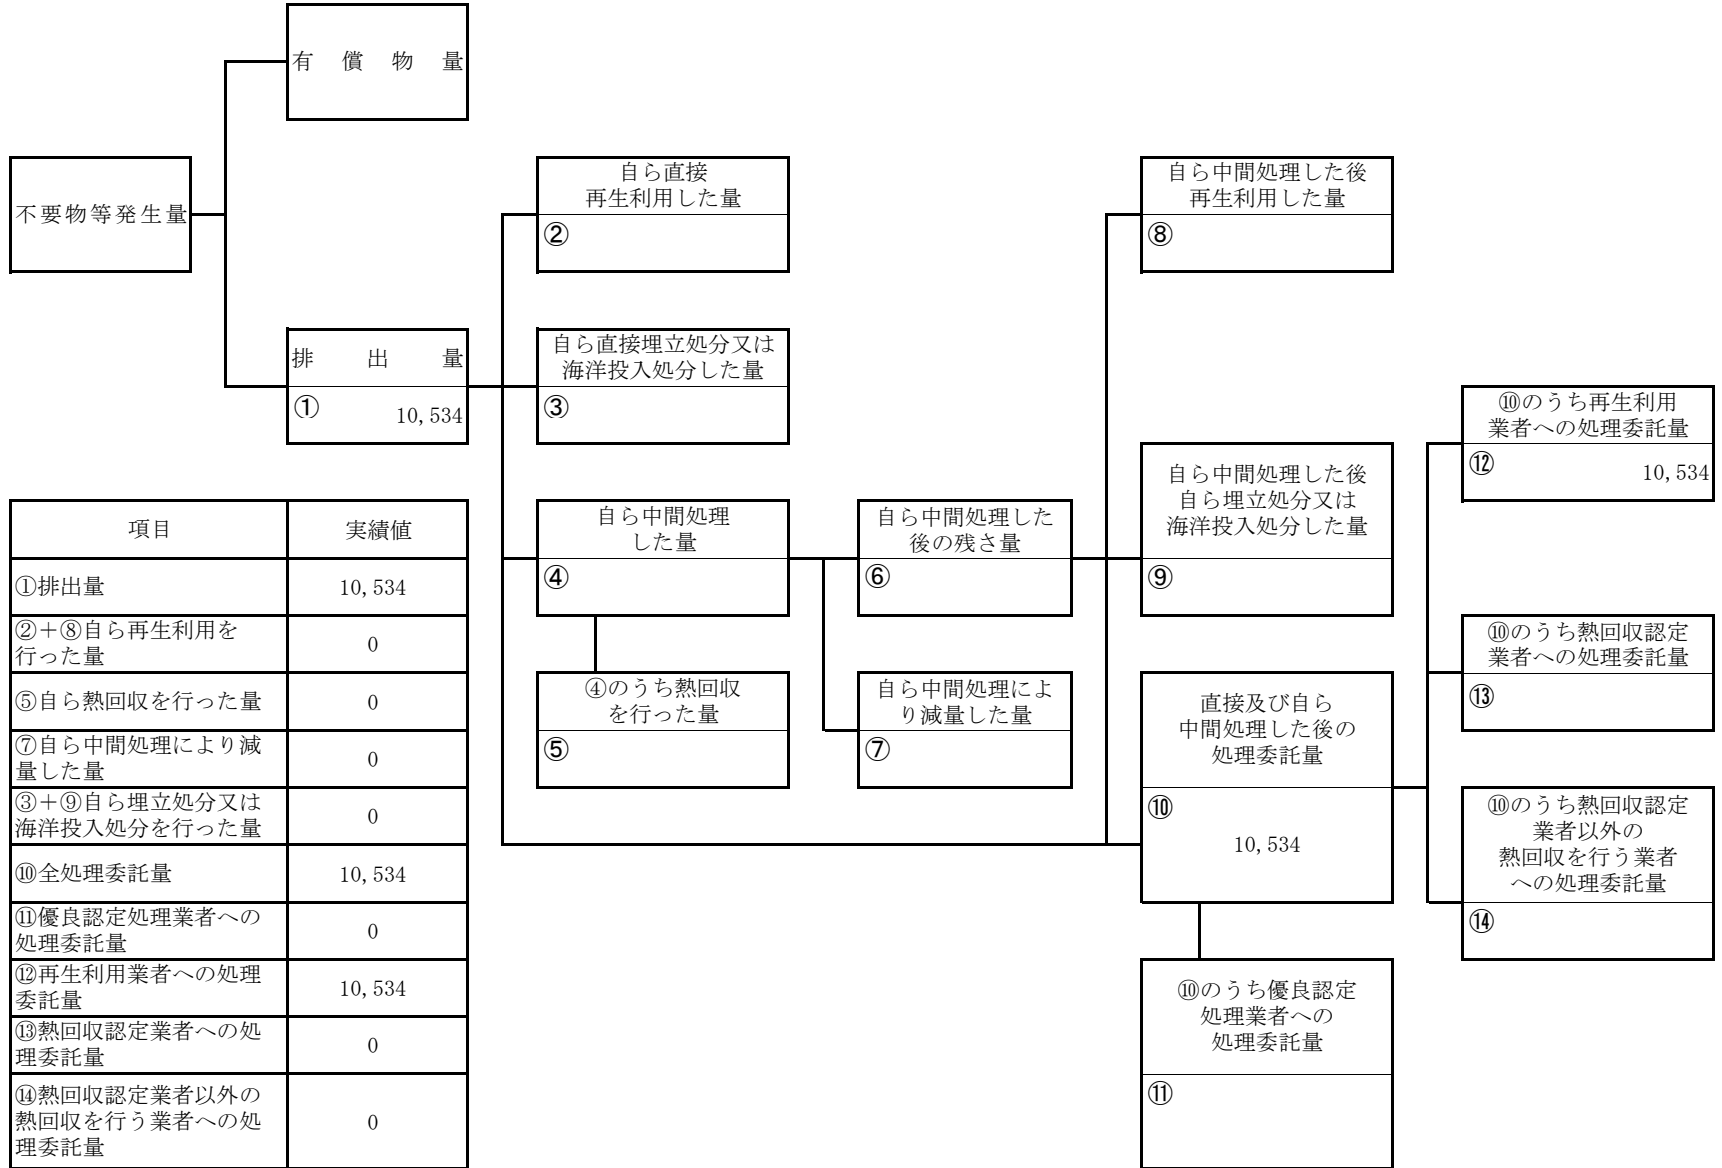 有償物量
不要物等発生量
排出量
① 10,534
自ら直接
再生利用した量
②
自ら直接埋立処分又は
海洋投入処分した量
③
自ら中間処理
した量
④
④のうち熱回収
を行った量
⑤
自ら中間処理した
後の残さ量
⑥
自ら中間処理によ
り減量した量
⑦
自ら中間処理した後
再生利用した量
⑧
自ら中間処理した後
自ら埋立処分又は
海洋投入処分した量
⑨
直接及び自ら
中間処理した後の
処理委託量
⑩
10,534
⑩のうち優良認定
処理業者への
処理委託量
⑪
⑩のうち再生利用
業者への処理委託量
⑫ 10,534
⑩のうち熱回収認定
業者への処理委託量
⑬
⑩のうち熱回収認定
業者以外の
熱回収を行う業者
への処理委託量
⑭
項目 実績値
①排出量 10,534
②＋⑧自ら再生利用を
行った量 0
⑤自ら熱回収を行った量 0
⑦自ら中間処理により減
量した量 0
③＋⑨自ら埋立処分又は
海洋投入処分を行った量 0
⑩全処理委託量 10,534
⑪優良認定処理業者への
処理委託量 0
⑫再生利用業者への処理
委託量 10,534
⑬熱回収認定業者への処
理委託量 0
⑭熱回収認定業者以外の
熱回収を行う業者への処
理委託量 0